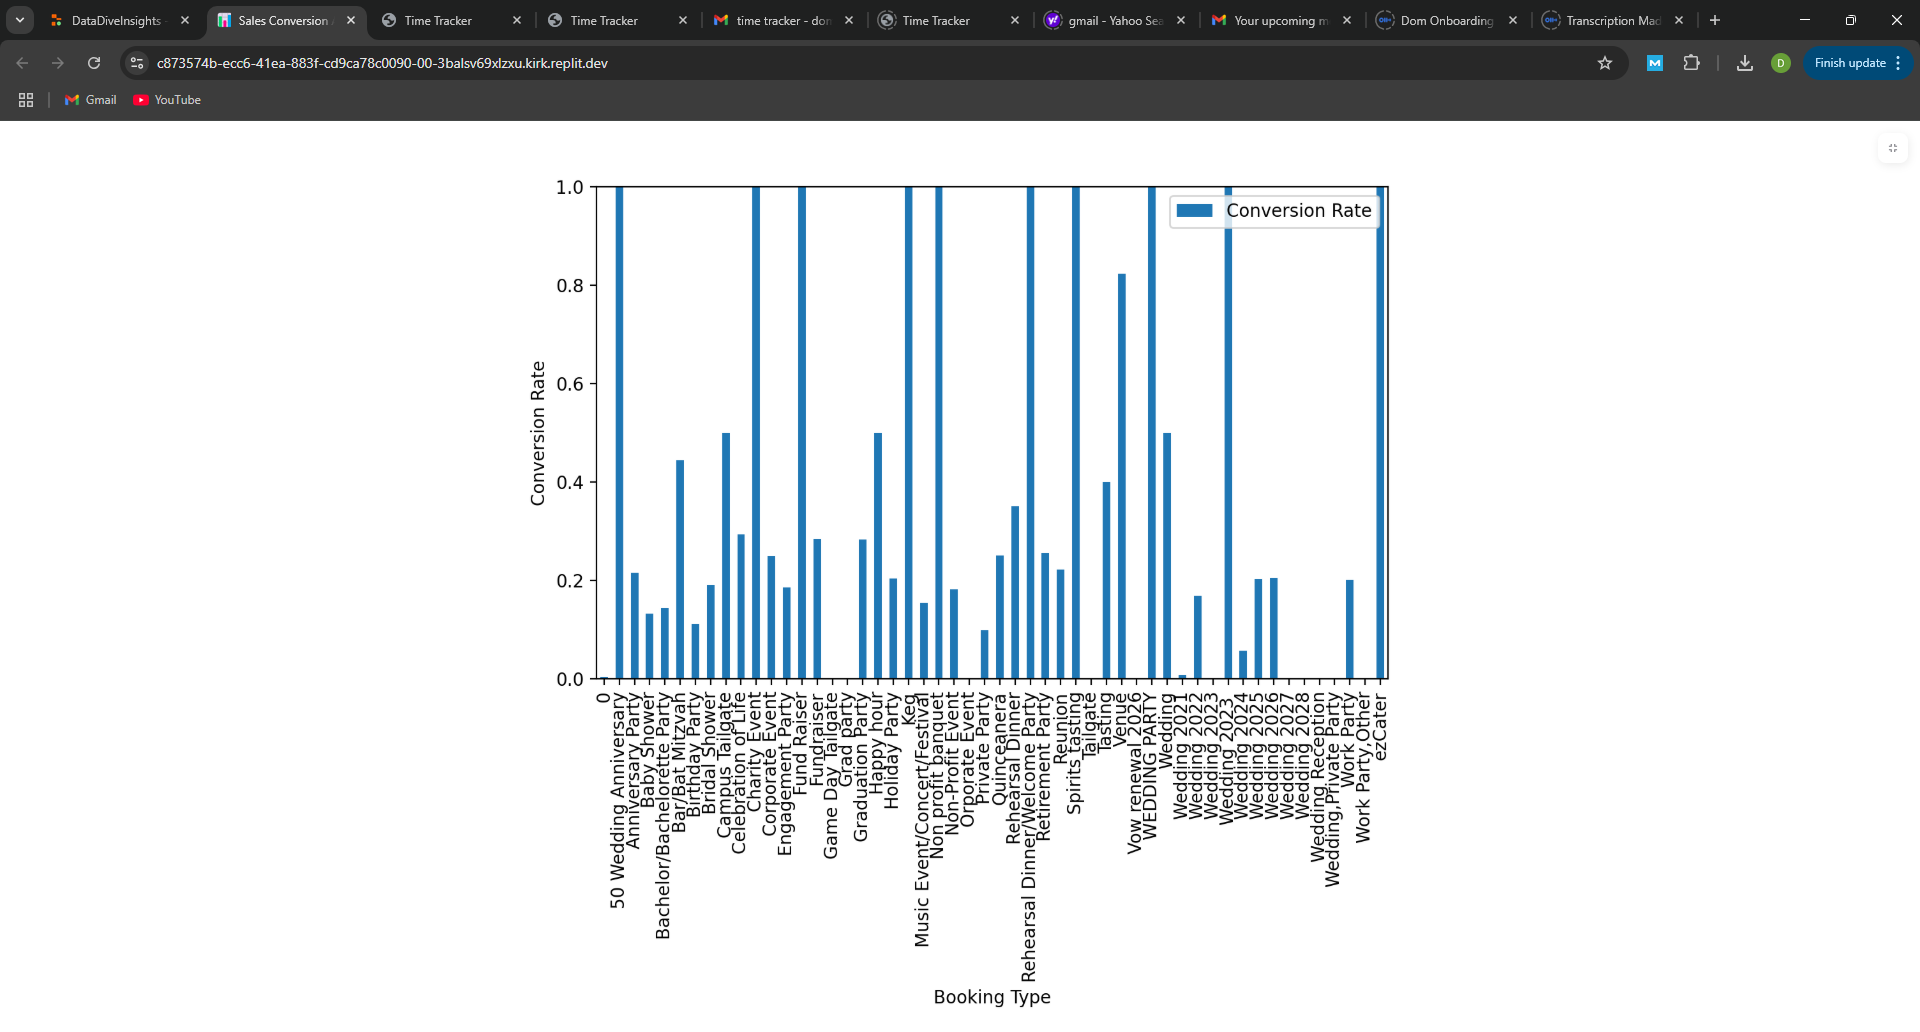 DataDiveInsights
Sales Conversion
Time Tracker
Time Tracker
time tracker - dom
Time Tracker
gmail - Yahoo Sea
Your upcoming m
Dom Onboarding
Transcription Mad
c873574b-ecc6-41ea-883f-cd9ca78c0090-00-3balsv69xlzxu.kirk.replit.dev
D
Finish update
Gmail
YouTube
Conversion Rate
1.0
0.8
0.6
0.4
0.2
0.0
Conversion Rate
0
50 Wedding Anniversary
Anniversary Party
Baby Shower
Bachelor/Bachelorette Party
Bar/Bat Mitzvah
Birthday Party
Bridal Shower
Campus Tailgate
Celebration of Life
Charity Event
Corporate Event
Engagement Party
Fund Raiser
Fundraiser
Game Day Tailgate
Grad party
Graduation Party
Happy hour
Holiday Party
Keg
Music Event/Concert/Festival
Non profit banquet
Non-Profit Event
Orporate Event
Private Party
Quinceanera
Rehearsal Dinner
Rehearsal Dinner/Welcome Party
Retirement Party
Reunion
Spirits tasting
Tailgate
Tasting
Venue
Vow renewal 2026
WEDDING PARTY
Wedding
Wedding 2021
Wedding 2022
Wedding 2023
Wedding 2023
Wedding 2024
Wedding 2025
Wedding 2026
Wedding 2027
Wedding 2028
Wedding Reception
Wedding,Private Party
Work Party
Work Party,Other
ezCater
Booking Type